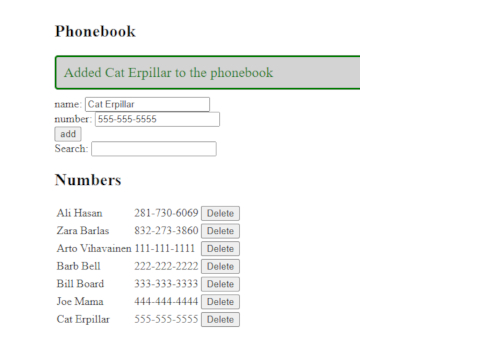 Phonebook
Added Cat Erpillar to the phonebook
name: Cat Erpillar
number: 555-555-5555
add
Search:
Numbers
Ali Hasan 281-730-6069 Delete
Zara Barlas 832-273-3860 Delete
Arto Vihavainen 111-111-1111 Delete
Barb Bell 222-222-2222 Delete
Bill Board 333-333-3333 Delete
Joe Mama 444-444-4444 Delete
Cat Erpillar 555-555-5555 Delete